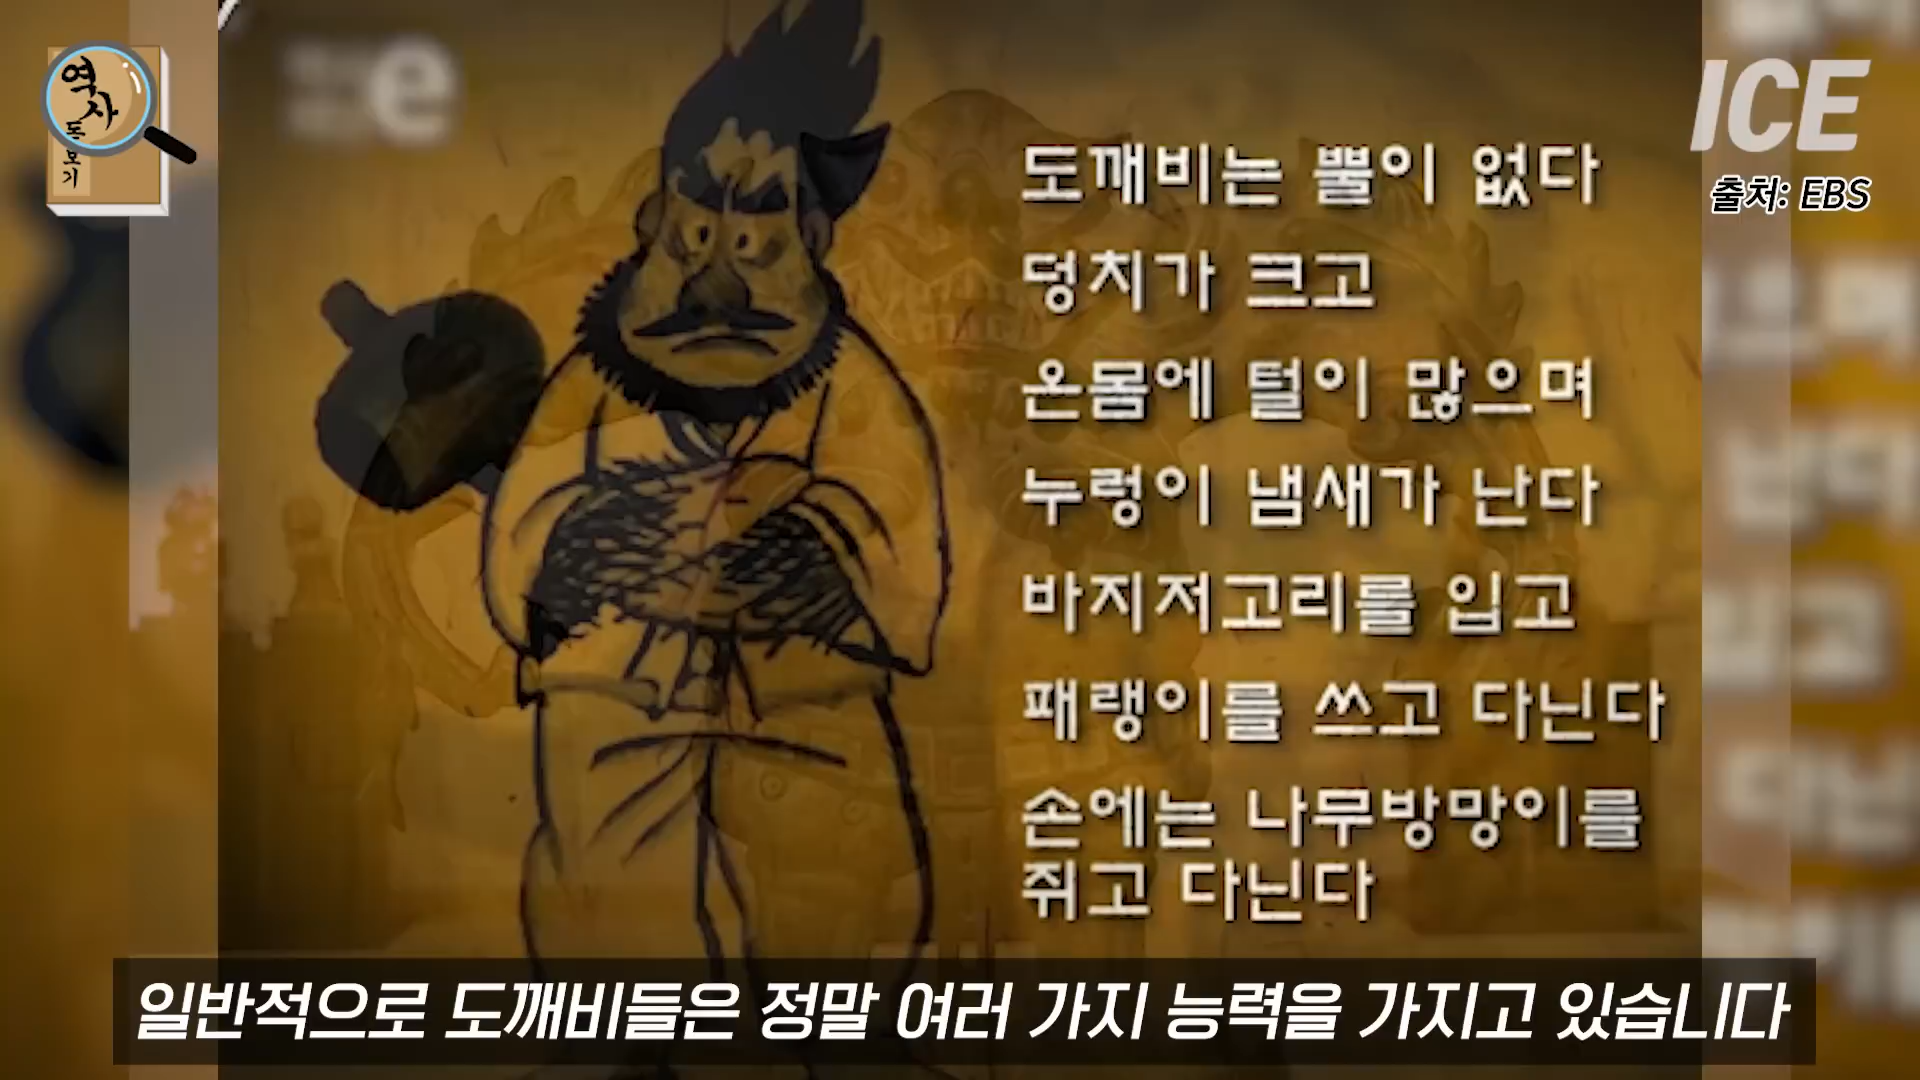 역사
돋보기
ICE
출처: EBS
e
도깨비는 뿔이 없다
덩치가 크고
온몸에 털이 많으며
누렁이 냄새가 난다
바지저고리를 입고
패랭이를 쓰고 다닌다
손에는 나무방망이를
쥐고 다닌다
일반적으로 도깨비들은 정말 여러 가지 능력을 가지고 있습니다